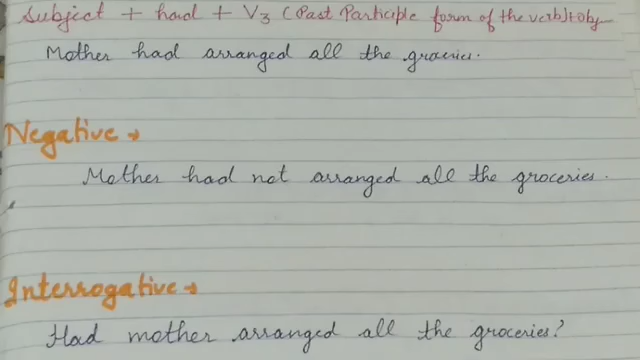 Subject + had + V3 (Past Participle form of the verb) + obj
Mother had arranged all the groceries.
Negative →
Mother had not arranged all the groceries.
Interrogative →
Had mother arranged all the groceries?